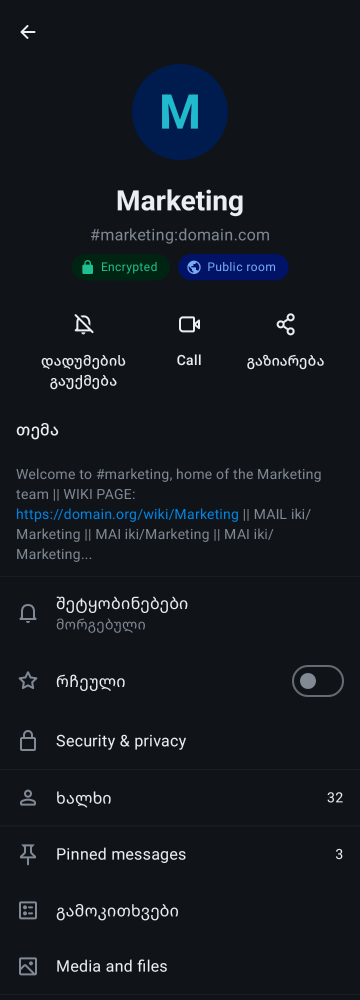 M
Marketing
#marketing:domain.com
Encrypted
Public room
დადუმების
გაუქმება
Call
გაზიარება
თემა
Welcome to #marketing, home of the Marketing
team || WIKI PAGE:
https://domain.org/wiki/Marketing || MAIL iki/
Marketing || MAI iki/Marketing || MAI iki/
Marketing...
შეტყობინებები
მორგებული
რჩეული
Security & privacy
ხალხი 32
Pinned messages 3
გამოკითხვები
Media and files